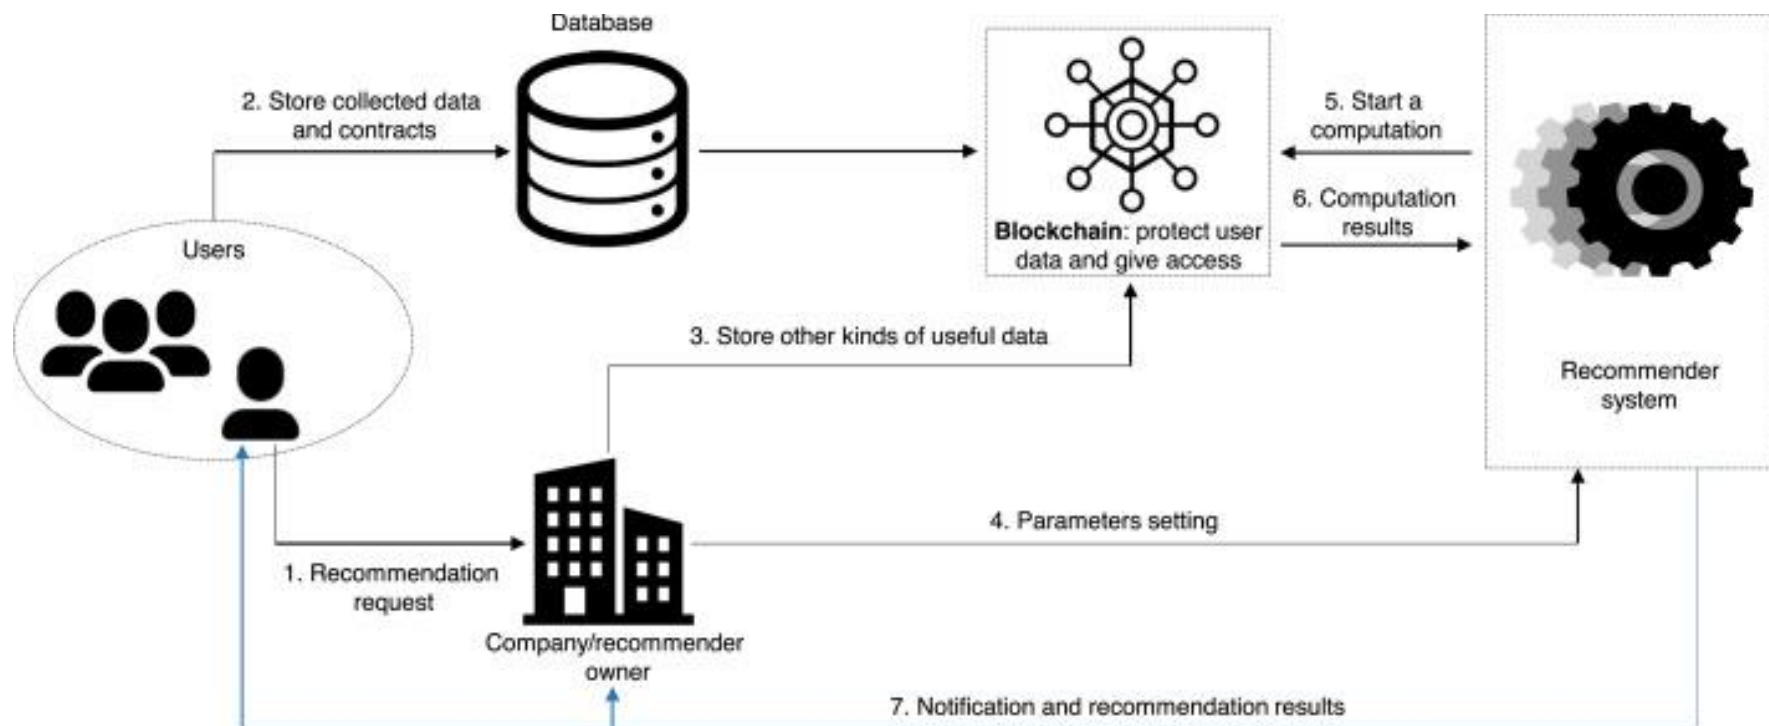 Database
2. Store collected data
and contracts
5. Start a
computation
6. Computation
results
Blockchain: protect user
data and give access
Users
3. Store other kinds of useful data
Recommender
system
4. Parameters setting
1. Recommendation
request
Company/recommender
owner
7. Notification and recommendation results